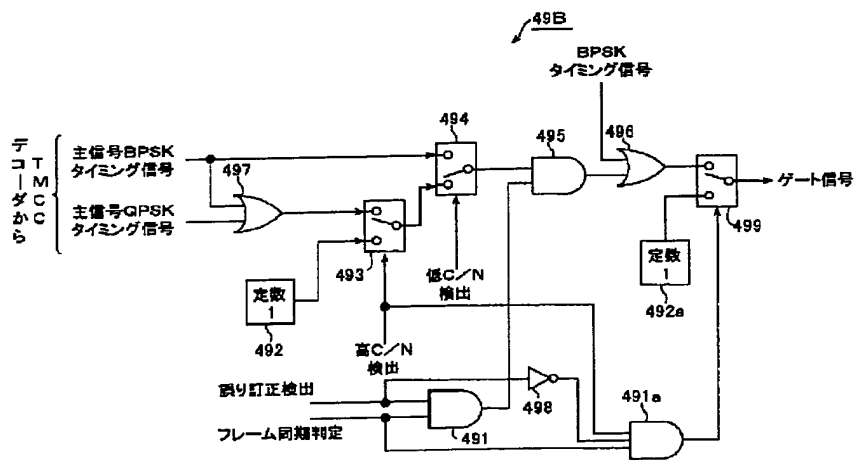 49B
BPSK
タイミング信号
494
495
496
デコーダから
TMCC
主信号BPSK
タイミング信号
497
主信号QPSK
タイミング信号
ゲート信号
499
493
低C/N
検出
定数
1
492
定数
1
492a
高C/N
検出
誤り訂正検出
498
491a
フレーム同期判定
491